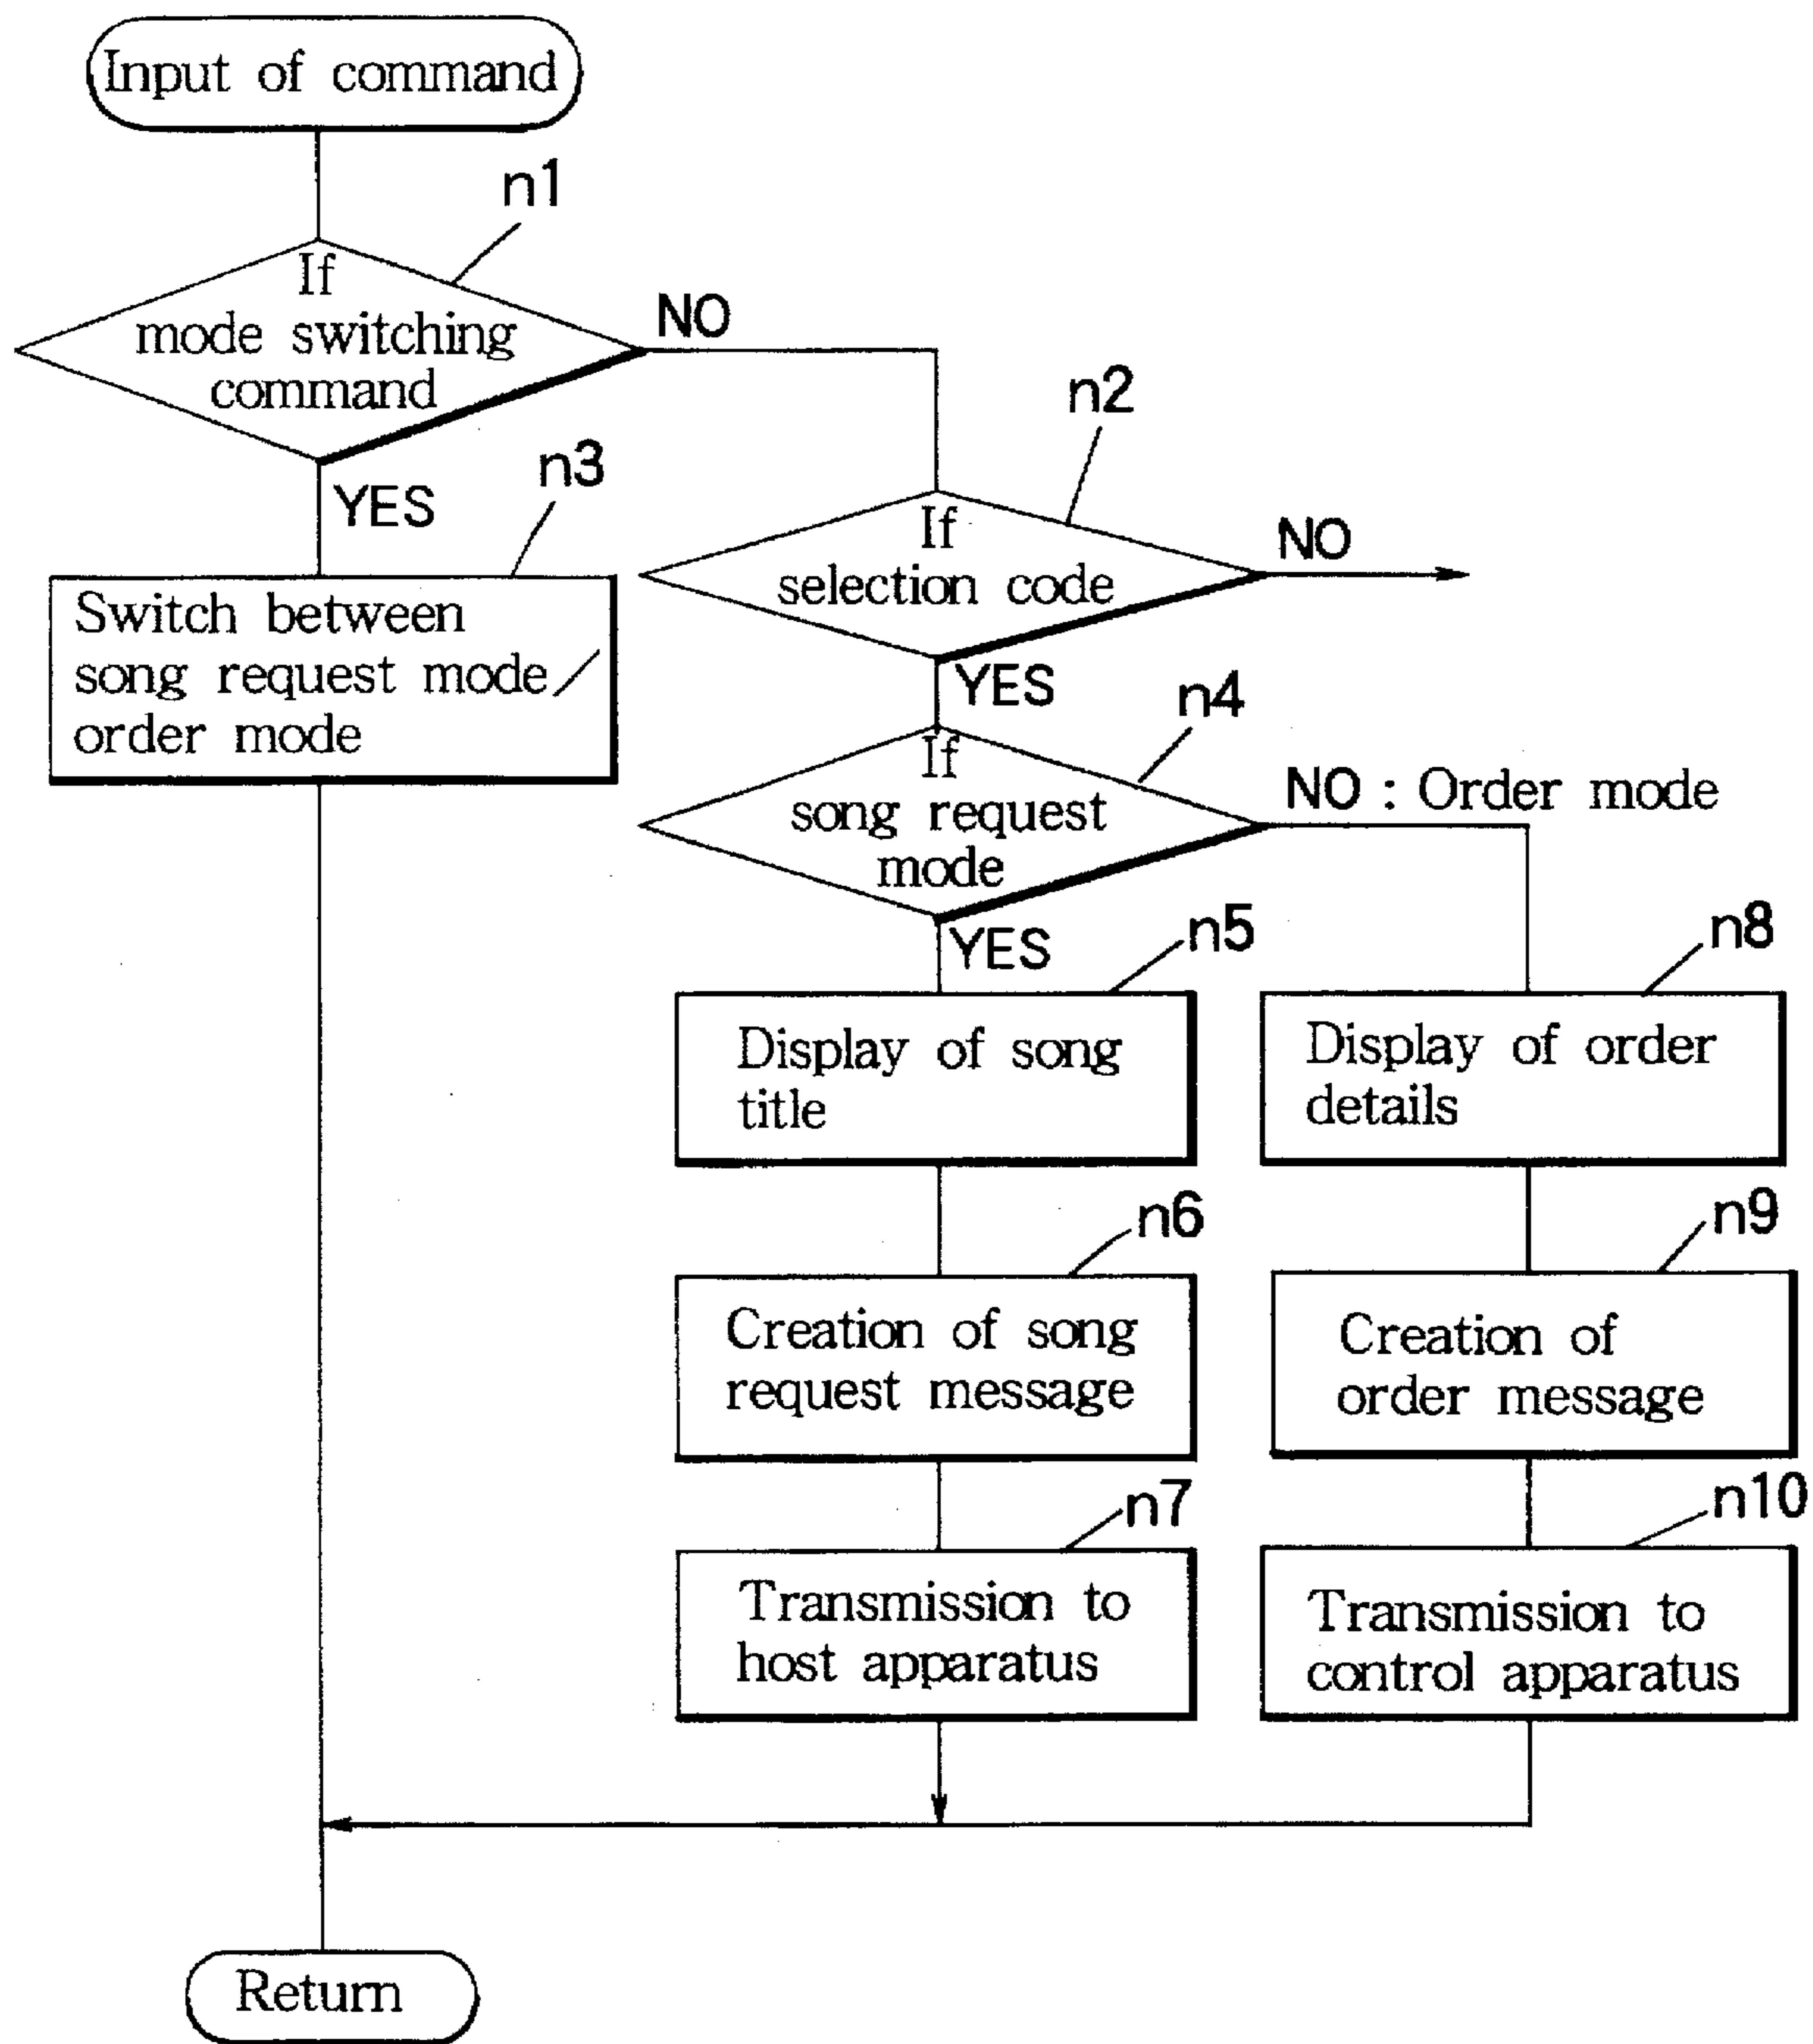 Input of command
n1
If
mode switching
command
NO
YES
n3
Switch between
song request mode/
order mode
n2
If
selection code
NO
YES
n4
If
song request
mode
NO : Order mode
YES
n5
Display of song
title
n6
Creation of song
request message
n7
Transmission to
host apparatus
n8
Display of order
details
n9
Creation of
order message
n10
Transmission to
control apparatus
Return